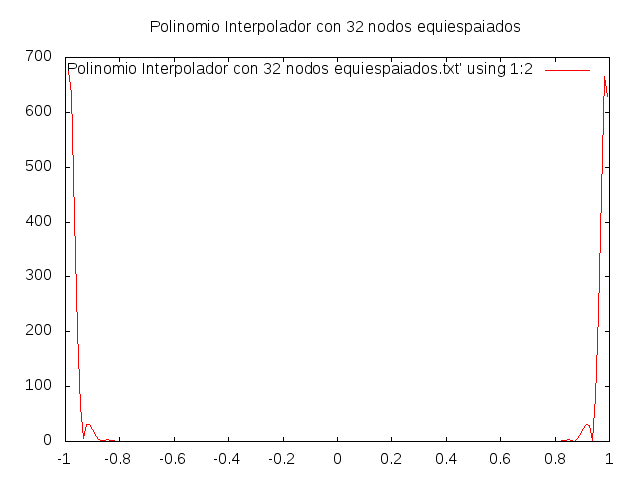 Polinomio Interpolador con 32 nodos equiespaiados
700
Polinomio Interpolador con 32 nodos equiespaiados.txt' using 1:2
600
500
400
300
200
100
0
-1 -0.8 -0.6 -0.4 -0.2 0 0.2 0.4 0.6 0.8 1